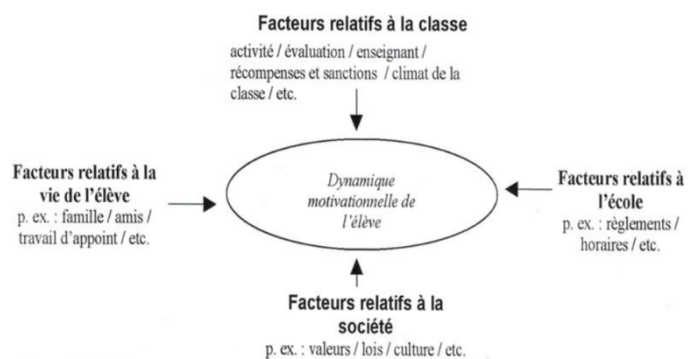 Facteurs relatifs à la classe
activité / évaluation / enseignant /
récompenses et sanctions / climat de la
classe / etc.
Facteurs relatifs à la
vie de l'élève
p. ex. : famille / amis /
travail d'appoint / etc.
Dynamique
motivationnelle de
l'élève
Facteurs relatifs à
l'école
p. ex. : règlements /
horaires / etc.
Facteurs relatifs à la
société
p. ex. : valeurs / lois / culture / etc.